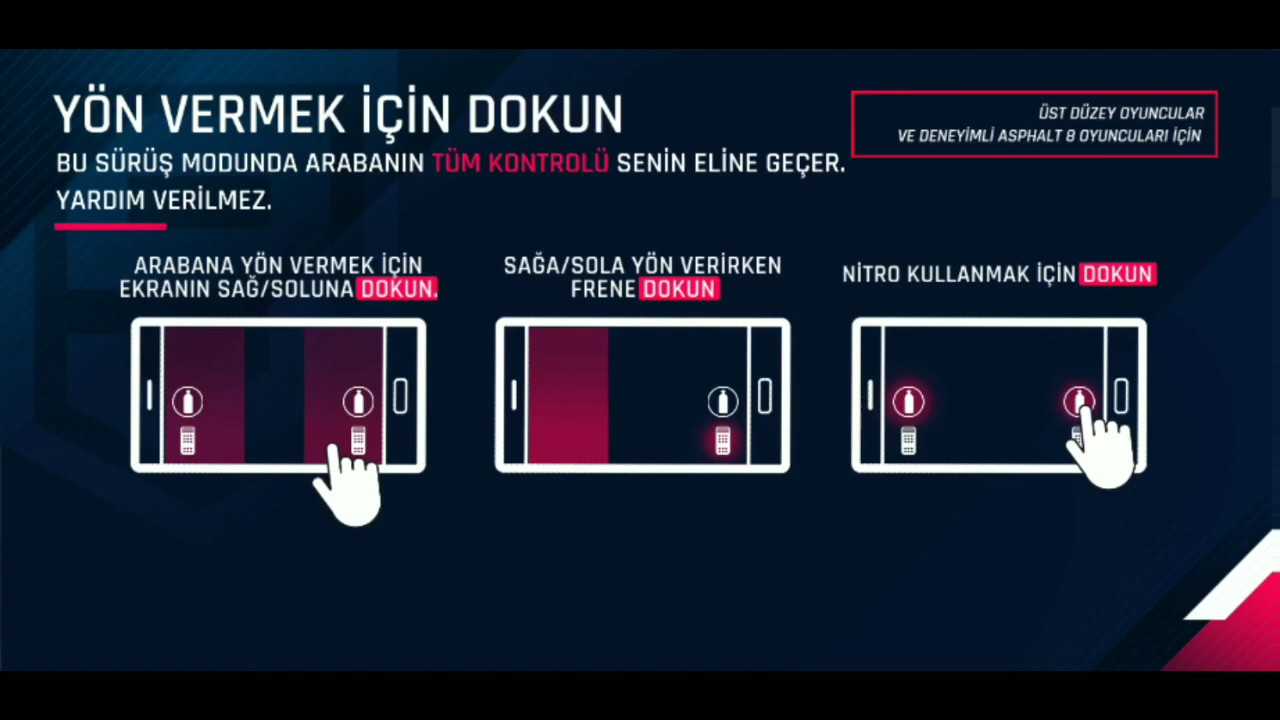 YÖN VERMEK İÇİN DOKUN
BU SÜRÜŞ MODUNDA ARABANIN TÜM KONTROLÜ SENİN ELİNE GEÇER.
YARDIM VERİLMEZ.
ÜST DÜZEY OYUNCULAR
VE DENEYİMLİ ASPHALT 8 OYUNCULARI İÇİN
ARABANA YÖN VERMEK İÇİN
EKRANIN SAĞ/SOLUNA DOKUN.
SAĞA/SOLA YÖN VERİRKEN
FRENE DOKUN
NİTRO KULLANMAK İÇİN DOKUN